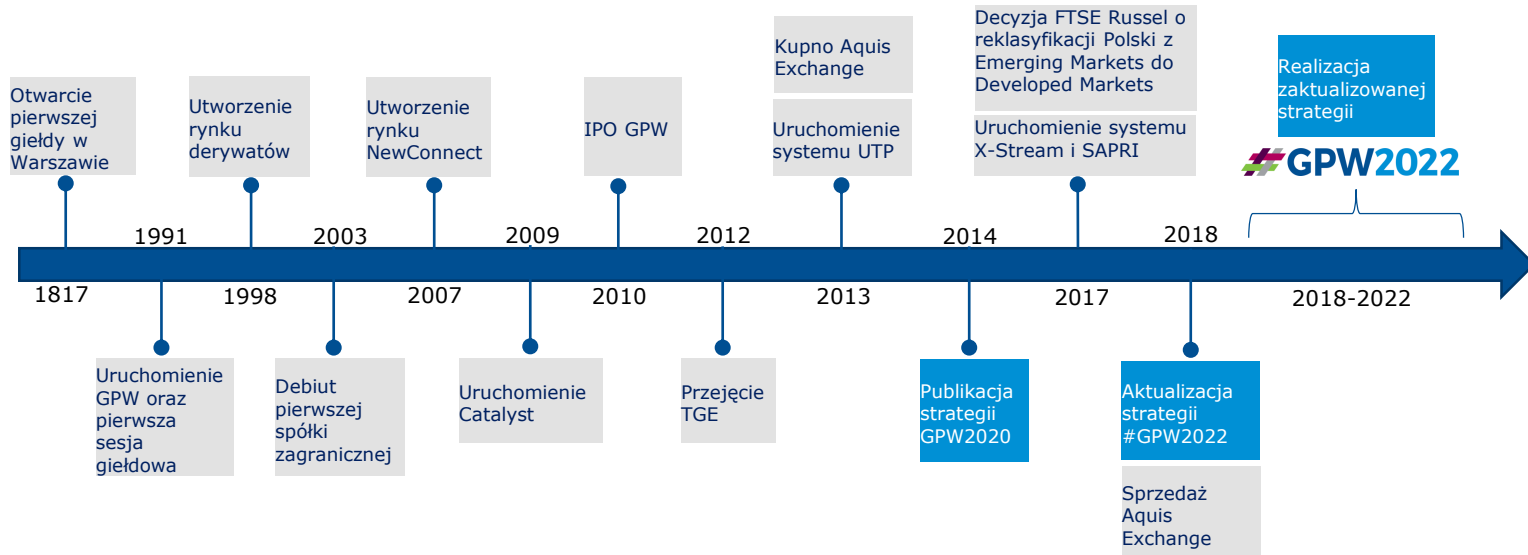 Otwarcie
pierwszej
giełdy w
Warszawie
1817
1991
Uruchomienie
GPW oraz
pierwsza
sesja
giełdowa
Utworzenie
rynku
derywatów
1998
2003
Debiut
pierwszej
spółki
zagranicznej
Utworzenie
rynku
NewConnect
2007
2009
Uruchomienie
Catalyst
IPO GPW
2010
2012
Przejęcie
TGE
Kupno Aquis
Exchange
Uruchomienie
systemu UTP
2013
2014
Publikacja
strategii
GPW2020
Decyzja FTSE Russel o
reklasyfikacji Polski z
Emerging Markets do
Developed Markets
Uruchomienie systemu
X-Stream i SAPRI
2017
2018
Aktualizacja
strategii
#GPW2022
Sprzedaż
Aquis
Exchange
Realizacja
zaktualizowanej
strategii
#GPW2022
2018-2022